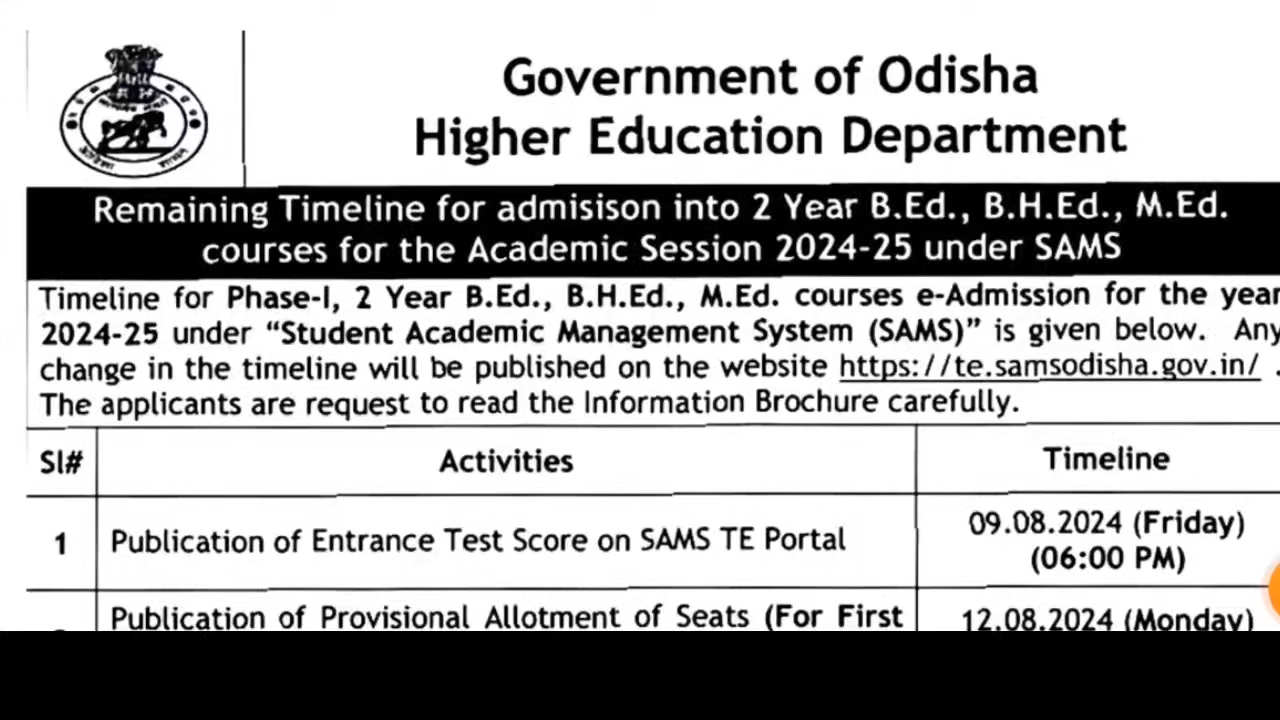 Government of Odisha
Higher Education Department
Remaining Timeline for admisison into 2 Year B.Ed., B.H.Ed., M.Ed.
courses for the Academic Session 2024-25 under SAMS
Timeline for Phase-I, 2 Year B.Ed., B.H.Ed., M.Ed. courses e-Admission for the year
2024-25 under “Student Academic Management System (SAMS)” is given below. Any
change in the timeline will be published on the website https://te.samsodisha.gov.in/ .
The applicants are request to read the Information Brochure carefully.
Sl# Activities Timeline
1 Publication of Entrance Test Score on SAMS TE Portal 09.08.2024 (Friday)
(06:00 PM)
Publication of Provisional Allotment of Seats (For First 12.08.2024 (Monday)